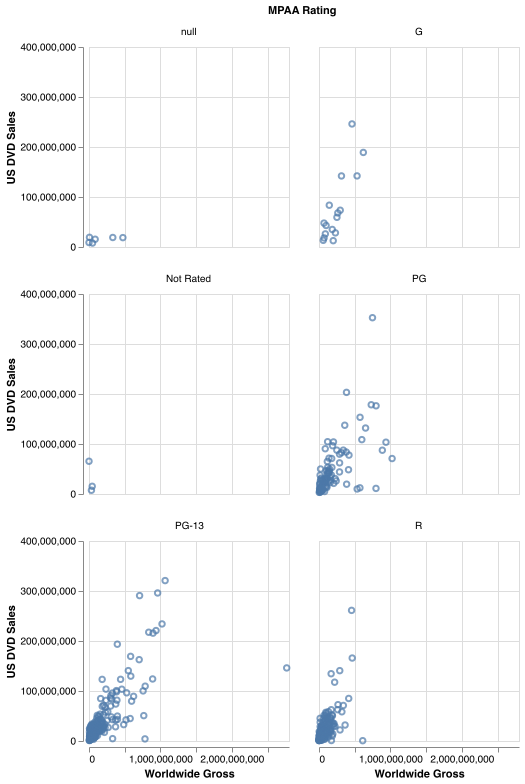 MPAA Rating
null
G
400,000,000
300,000,000
200,000,000
100,000,000
0
US DVD Sales
Not Rated
PG
400,000,000
300,000,000
200,000,000
100,000,000
0
US DVD Sales
PG-13
R
400,000,000
300,000,000
200,000,000
100,000,000
0
US DVD Sales
0
1,000,000,000
2,000,000,000
Worldwide Gross
0
1,000,000,000
2,000,000,000
Worldwide Gross